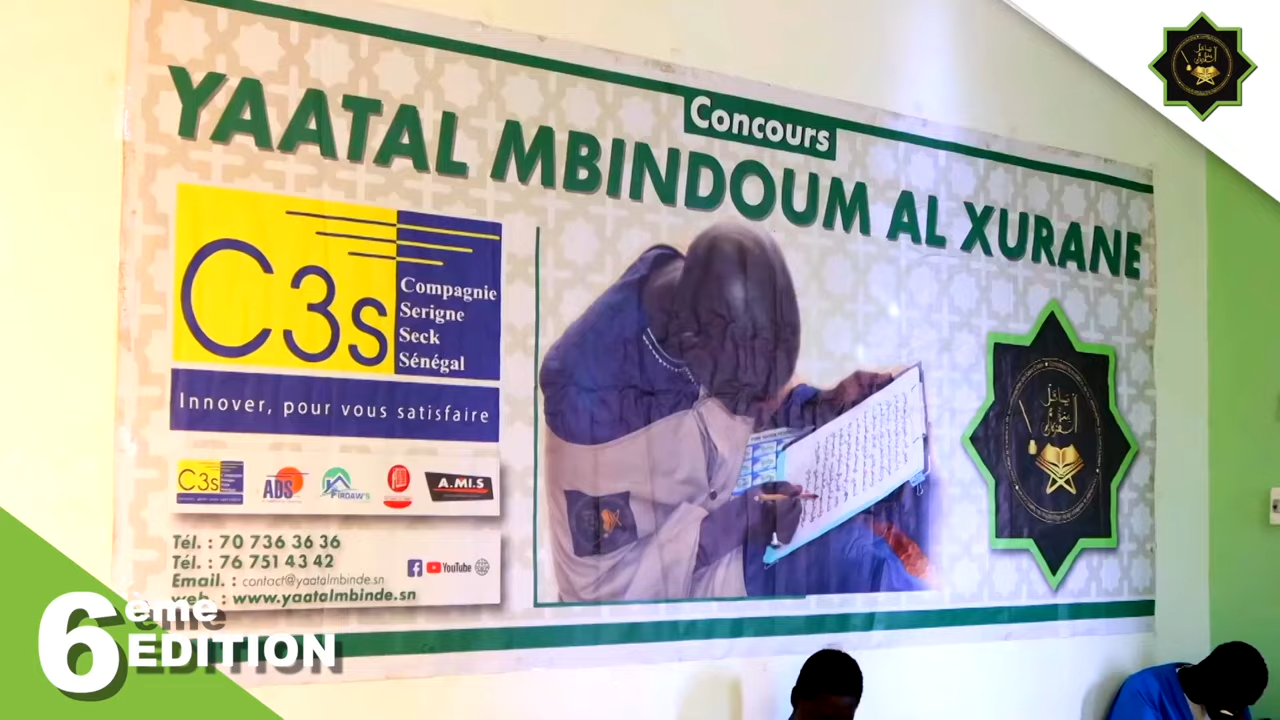 Concours
YAATAL MBINDOUM AL XURANE
C3s
Compagnie
Serigne
Seck
Sénégal
Innover, pour vous satisfaire
C3s
ADS
FIRDAW'S
A.MI.S
Tél. : 70 736 36 36
Tél. : 76 751 43 42
Email. : contact@yaatalmbinde.sn
web. : www.yaatalmbinde.sn
YouTube
6ème
EDITION